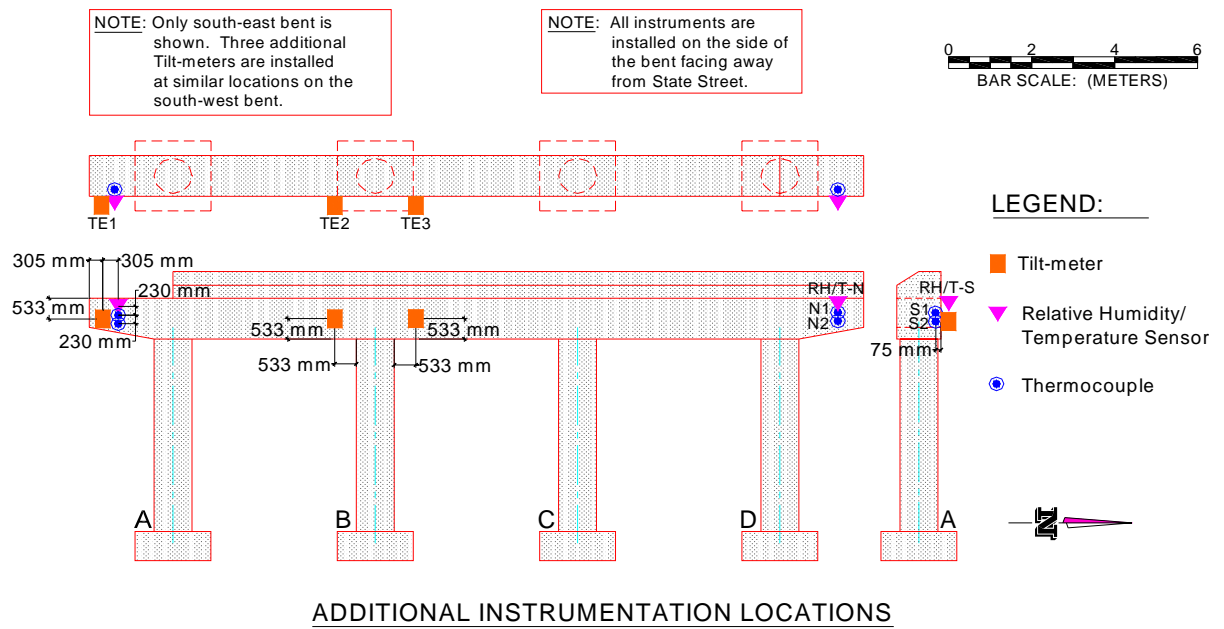 NOTE: Only south-east bent is
shown. Three additional
Tilt-meters are installed
at similar locations on the
south-west bent.
NOTE: All instruments are
installed on the side of
the bent facing away
from State Street.
0 2 4 6
BAR SCALE: (METERS)
TE1 TE2 TE3
LEGEND:
Tilt-meter
Relative Humidity/
Temperature Sensor
Thermocouple
305 mm 305 mm
230 mm
533 mm
230 mm
533 mm 533 mm
533 mm 533 mm
RH/T-N
N1
N2
RH/T-S
S1
S2
75 mm
A B C D A
N
ADDITIONAL INSTRUMENTATION LOCATIONS